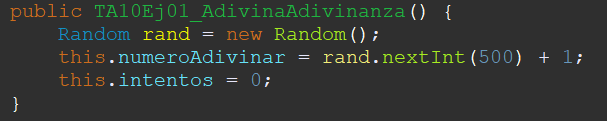 public TA10Ej01_AdivinaAdivinanza() {
    Random rand = new Random();
    this.numeroAdivinar = rand.nextInt(500) + 1;
    this.intentos = 0;
}